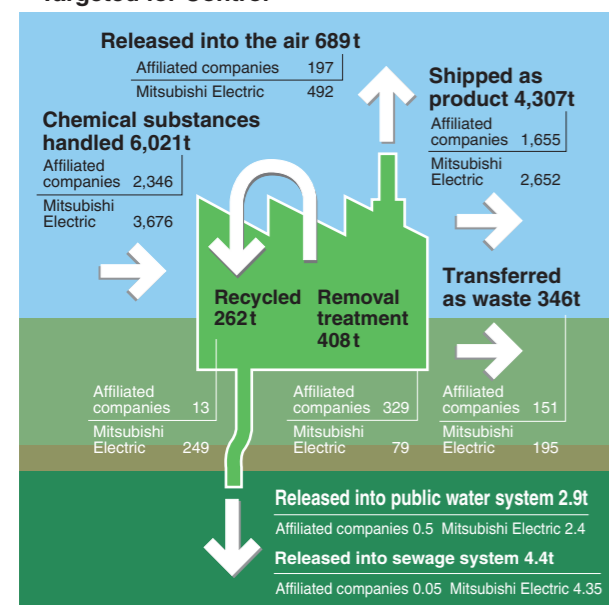 Targeted for Control
Released into the air 689t
Affiliated companies 197
Mitsubishi Electric 492
Shipped as
product 4,307t
Affiliated
companies 1,655
Mitsubishi
Electric 2,652
Chemical substances
handled 6,021t
Affiliated
companies 2,346
Mitsubishi
Electric 3,676
Recycled
262t
Removal
treatment
408t
Transferred
as waste 346t
Affiliated
companies 13
Mitsubishi
Electric 249
Affiliated
companies 329
Mitsubishi
Electric 79
Affiliated
companies 151
Mitsubishi
Electric 195
Released into public water system 2.9t
Affiliated companies 0.5 Mitsubishi Electric 2.4
Released into sewage system 4.4t
Affiliated companies 0.05 Mitsubishi Electric 4.35